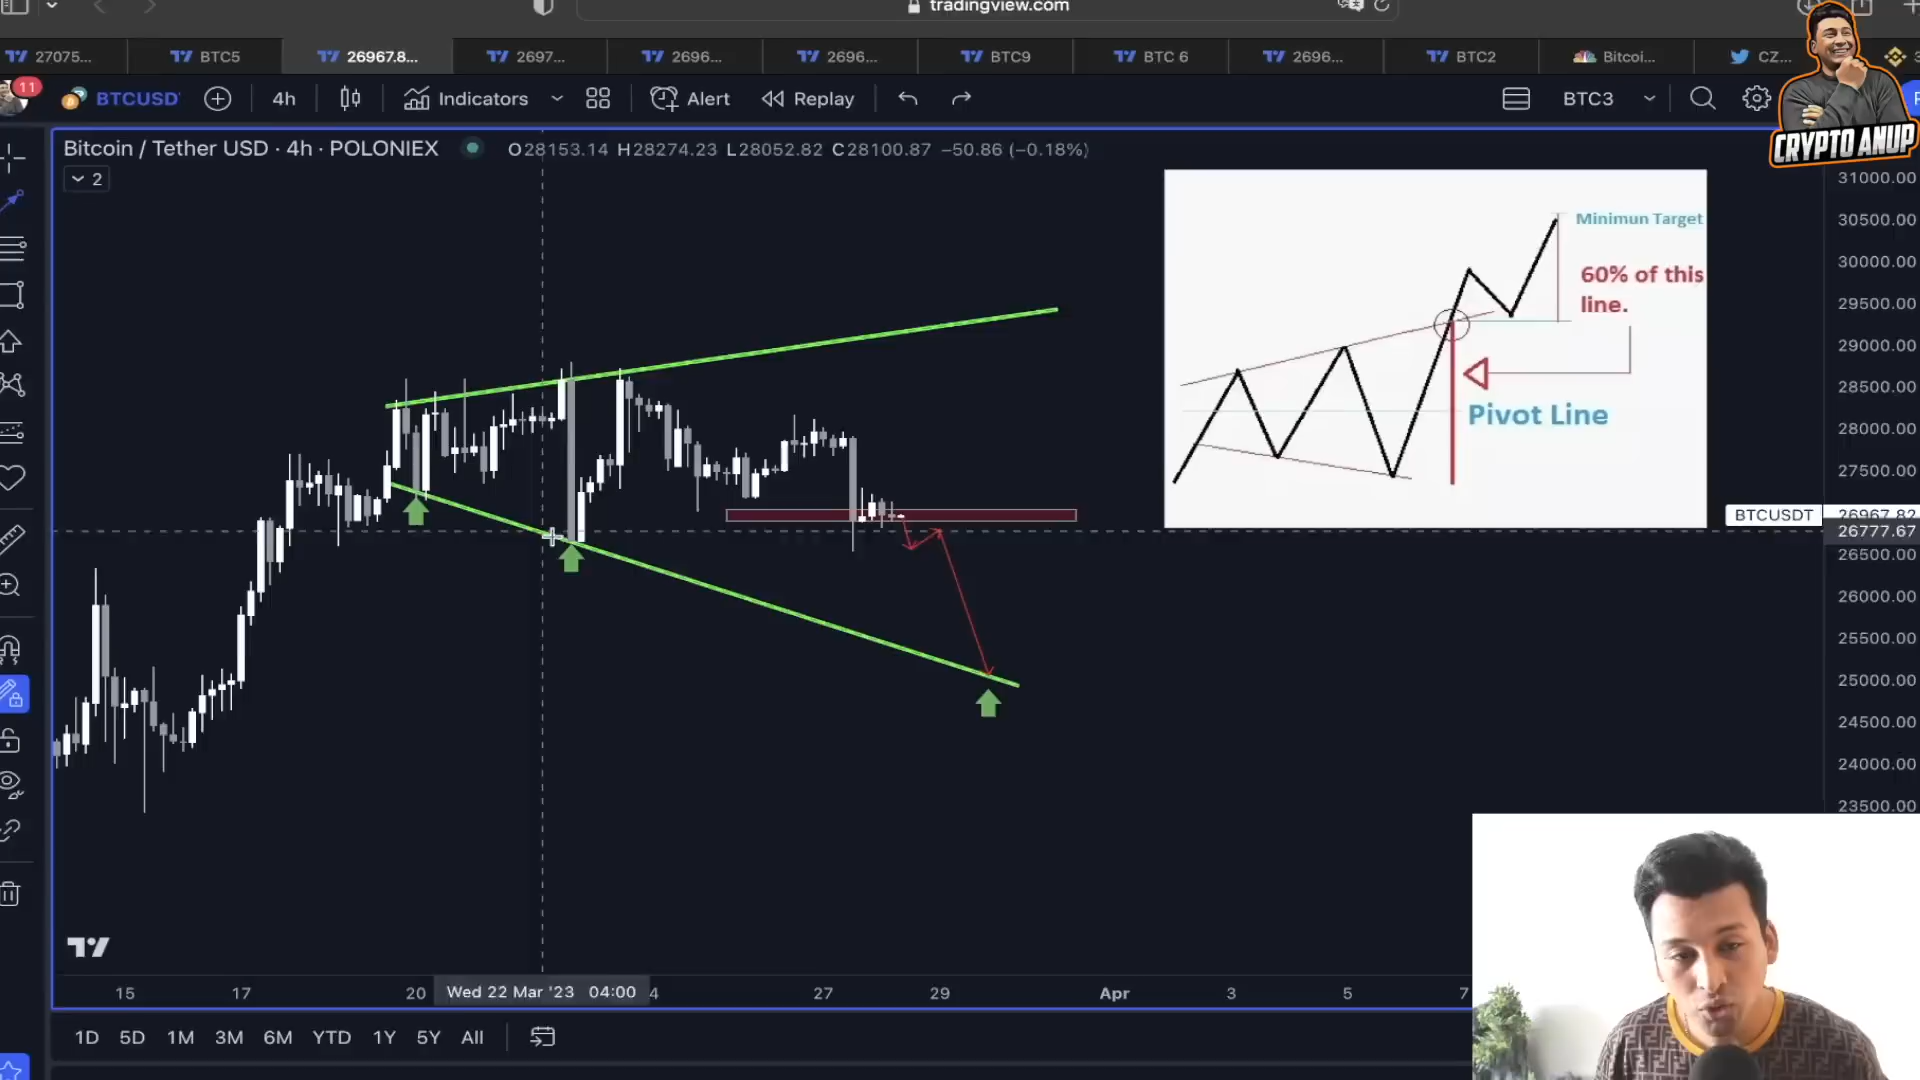 tradingview.com
27075...
BTC5
26967.8...
2697...
2696...
2696...
BTC9
BTC 6
2696...
BTC2
Bitcoi...
CZ...
11
BTCUSD
4h
Indicators
Alert
Replay
BTC3
CRYPTO ANUP
Bitcoin / Tether USD · 4h · POLONIEX
O28153.14 H28274.23 L28052.82 C28100.87 −50.86 (−0.18%)
2
Minimun Target
60% of this
line.
Pivot Line
31000.00
30500.00
30000.00
29500.00
29000.00
28500.00
28000.00
27500.00
BTCUSDT
26967.82
26777.67
26500.00
26000.00
25500.00
25000.00
24500.00
24000.00
23500.00
15
17
20
Wed 22 Mar '23 04:00
4
27
29
Apr
3
5
7
1D
5D
1M
3M
6M
YTD
1Y
5Y
All